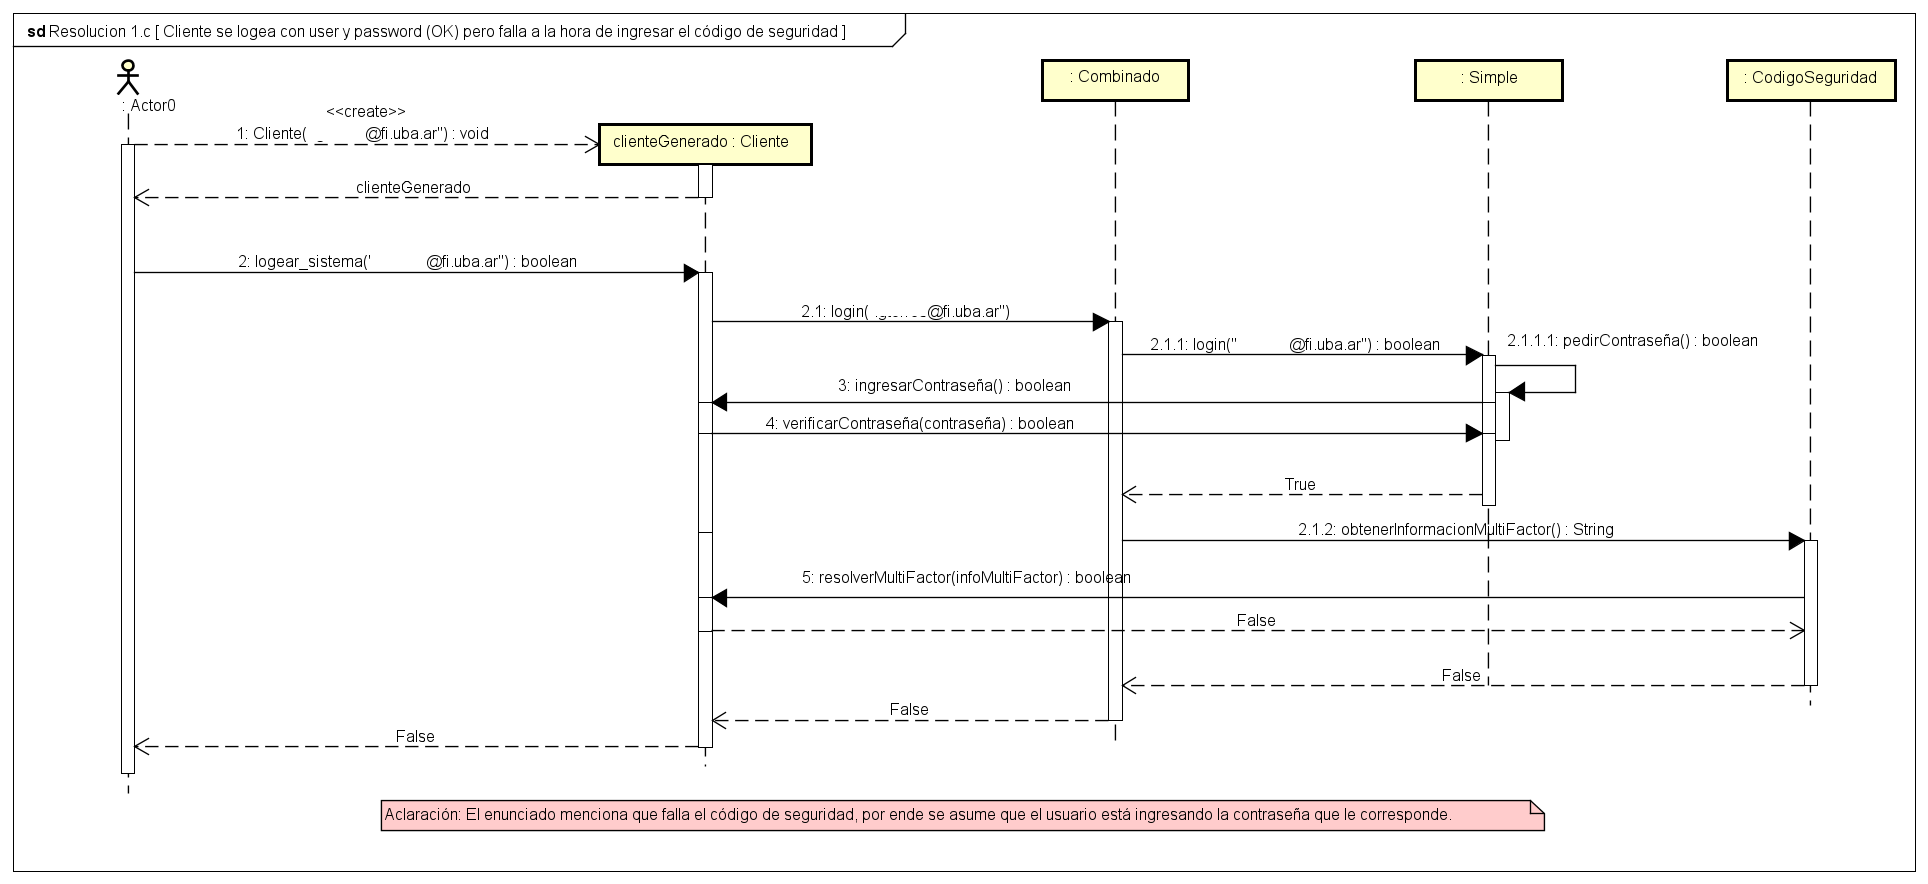 sd Resolucion 1.c [ Cliente se logea con user y password (OK) pero falla a la hora de ingresar el código de seguridad ]
: Combinado
: Simple
: CodigoSeguridad
: Actor0
<<create>>
1: Cliente( @fi.uba.ar") : void
clienteGenerado : Cliente
clienteGenerado
2: logear_sistema(' @fi.uba.ar") : boolean
2.1: login( @fi.uba.ar")
2.1.1: login(" @fi.uba.ar") : boolean
2.1.1.1: pedirContraseña() : boolean
3: ingresarContraseña() : boolean
4: verificarContraseña(contraseña) : boolean
True
2.1.2: obtenerInformacionMultiFactor() : String
5: resolverMultiFactor(infoMultiFactor) : boolean
False
False
False
False
Aclaración: El enunciado menciona que falla el código de seguridad, por ende se asume que el usuario está ingresando la contraseña que le corresponde.